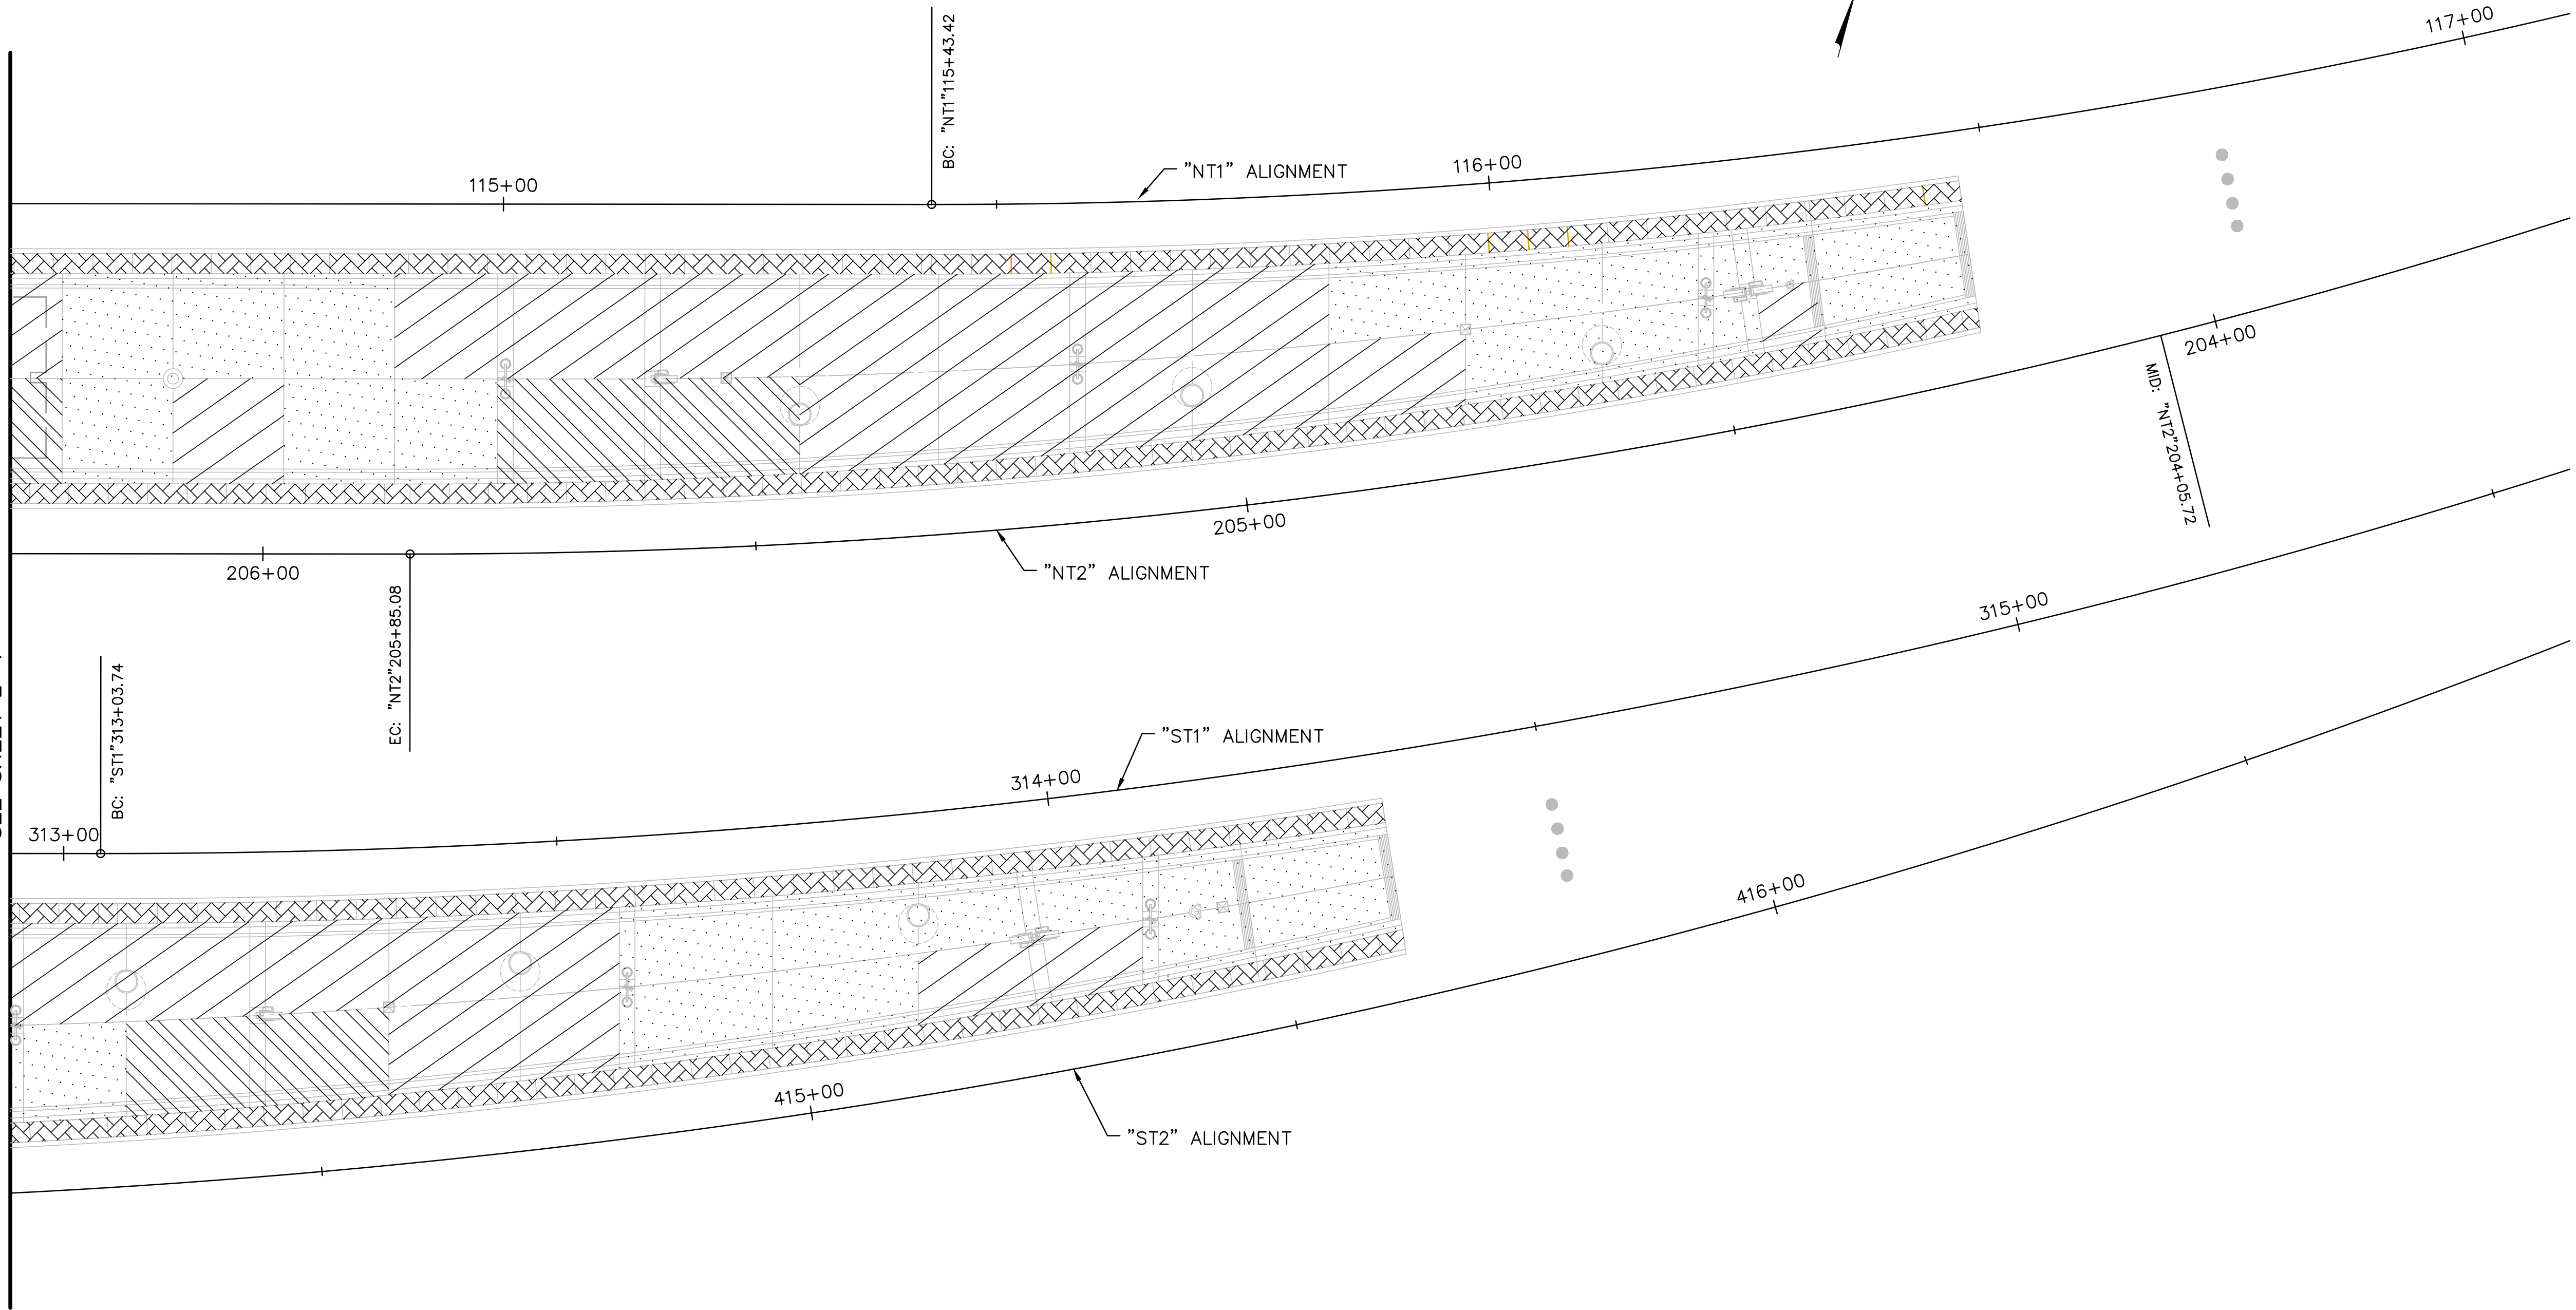 117+00
BC: "NT1"115+43.42
"NT1" ALIGNMENT
116+00
115+00
204+00
MID: "NT2"204+05.72
205+00
206+00
"NT2" ALIGNMENT
EC: "NT2"205+85.08
315+00
BC: "ST1"313+03.74
"ST1" ALIGNMENT
314+00
313+00
416+00
415+00
"ST2" ALIGNMENT